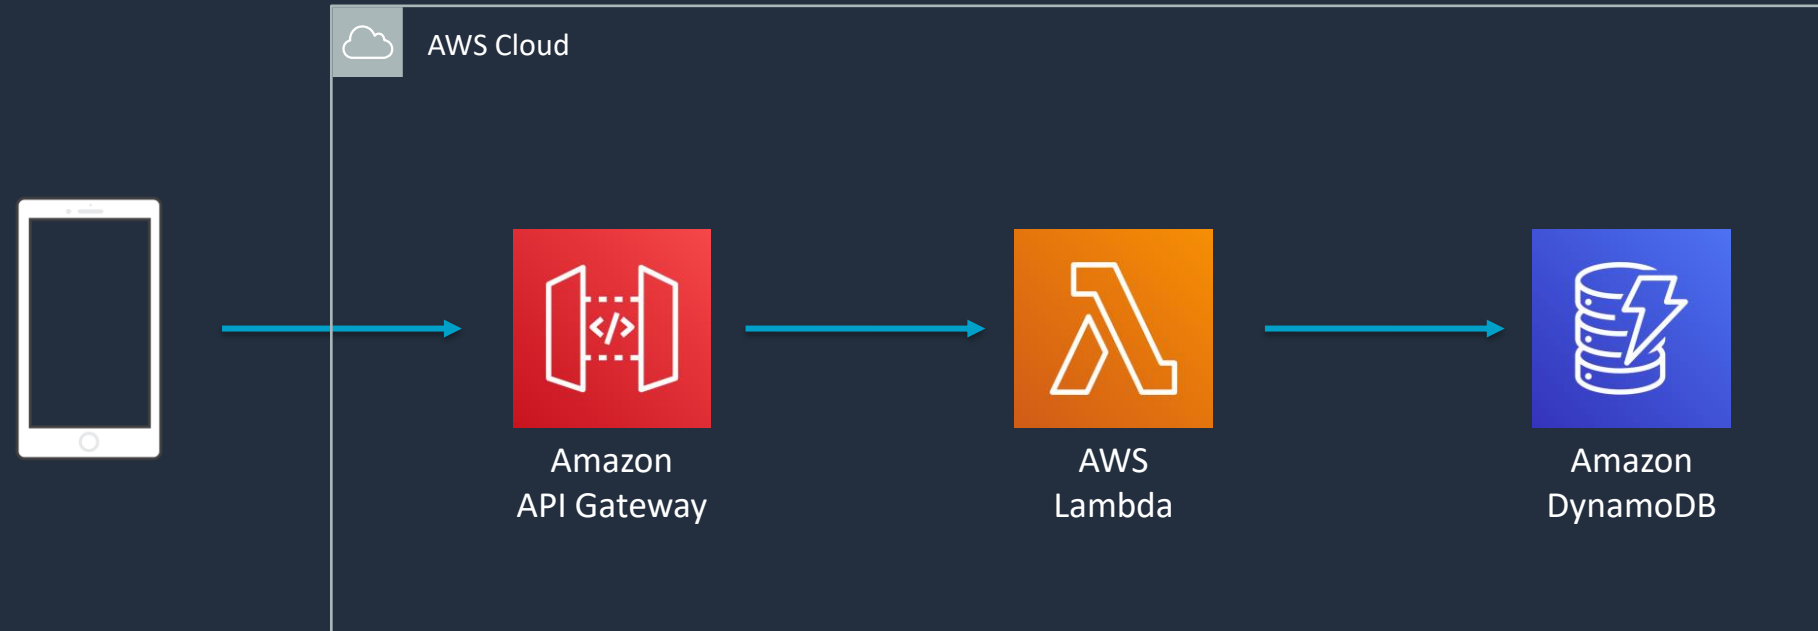 AWS Cloud
</>
Amazon
API Gateway
AWS
Lambda
Amazon
DynamoDB